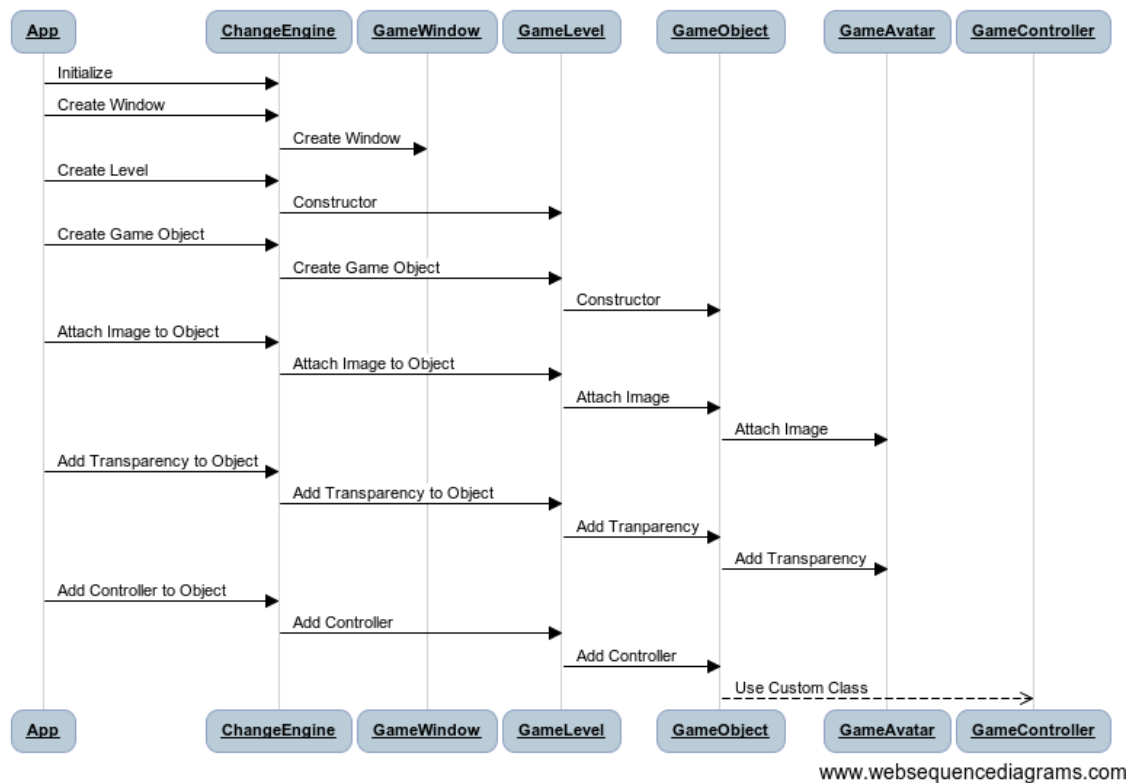 App ChangeEngine GameWindow GameLevel GameObject GameAvatar GameController
Initialize
Create Window
Create Window
Create Level
Constructor
Create Game Object
Create Game Object
Constructor
Attach Image to Object
Attach Image to Object
Attach Image
Attach Image
Add Transparency to Object
Add Transparency to Object
Add Tranparency
Add Transparency
Add Controller to Object
Add Controller
Add Controller
Use Custom Class
App ChangeEngine GameWindow GameLevel GameObject GameAvatar GameController
www.websequencediagrams.com